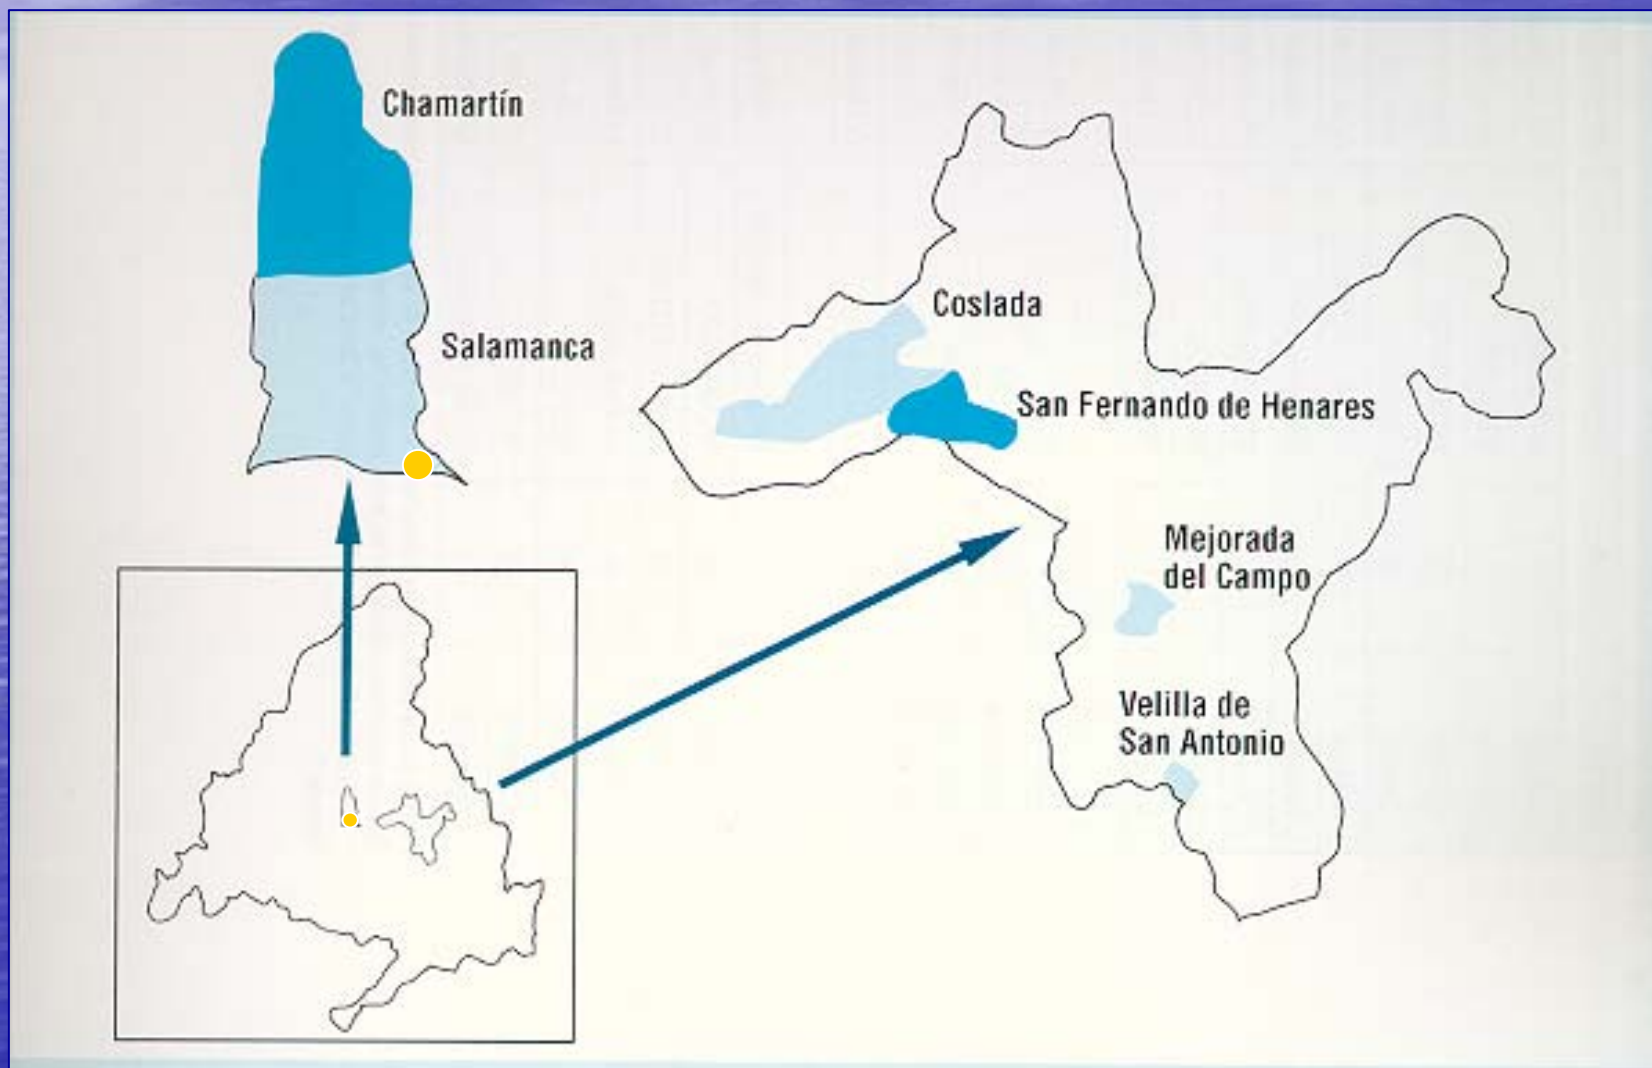 Chamartín
Salamanca
Coslada
San Fernando de Henares
Mejorada
del Campo
Velilla de
San Antonio